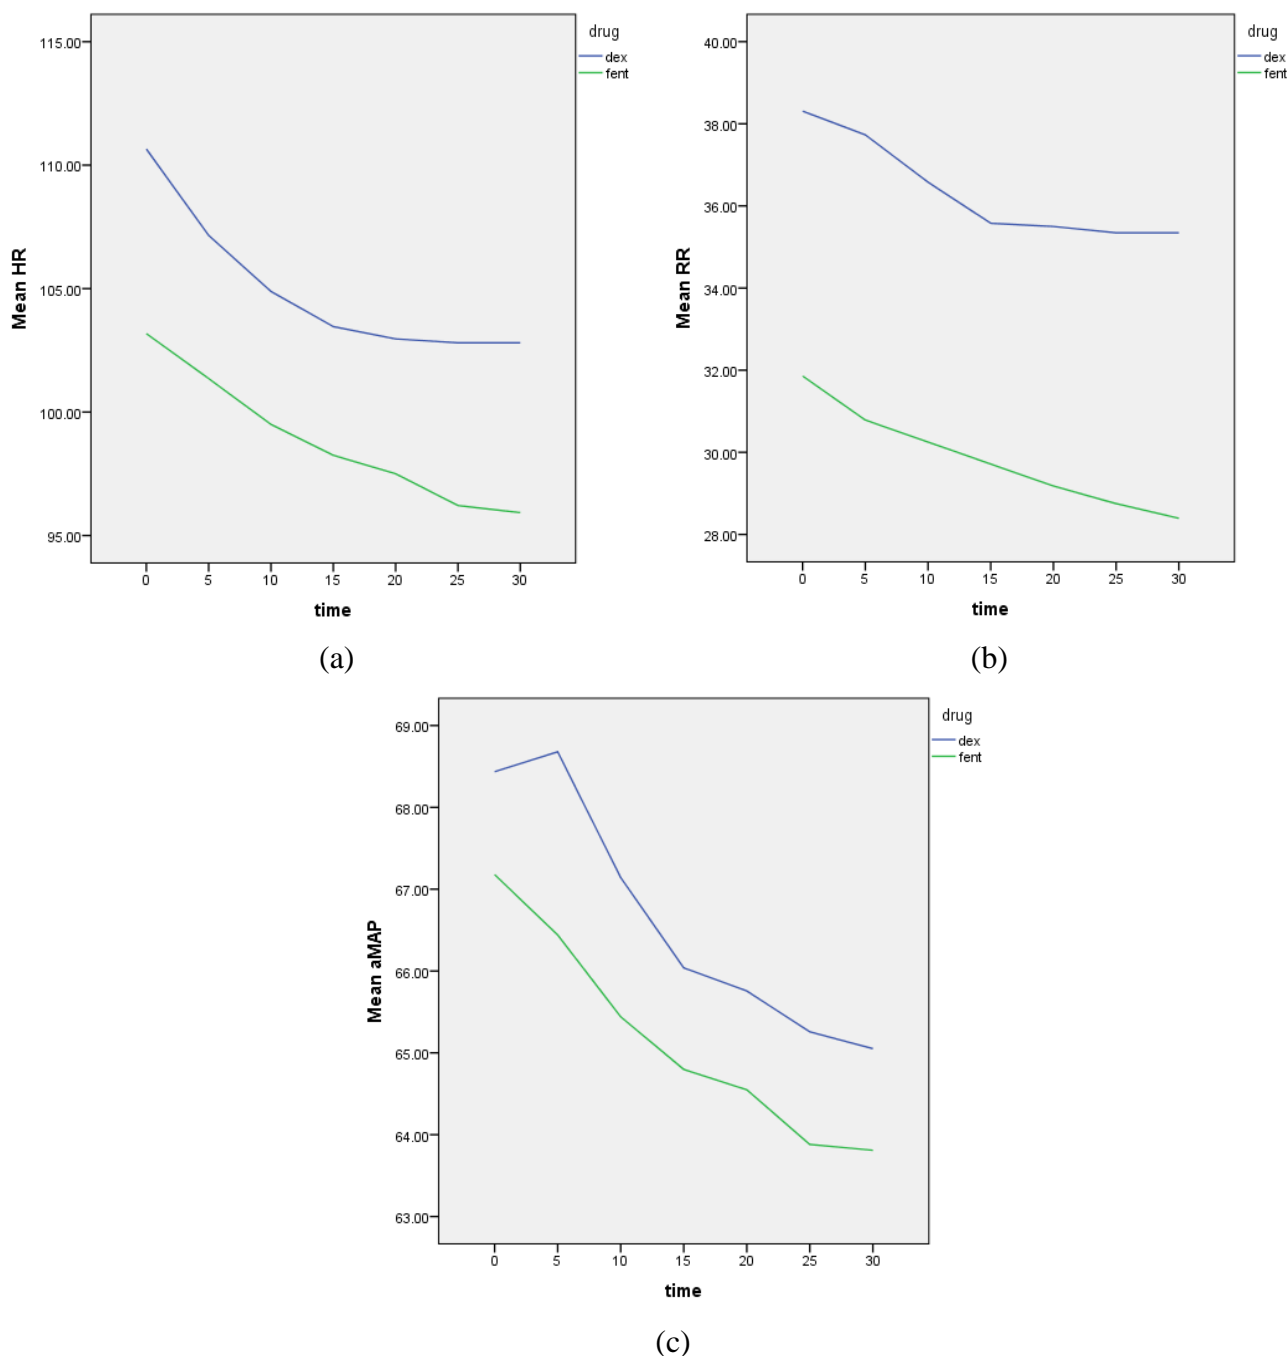 drug
dex
fent
115.00
110.00
105.00
100.00
95.00
Mean HR
0 5 10 15 20 25 30
time
(a)
drug
dex
fent
40.00
38.00
36.00
34.00
32.00
30.00
28.00
Mean RR
0 5 10 15 20 25 30
time
(b)
drug
dex
fent
69.00
68.00
67.00
66.00
65.00
64.00
63.00
Mean aMAP
0 5 10 15 20 25 30
time
(c)